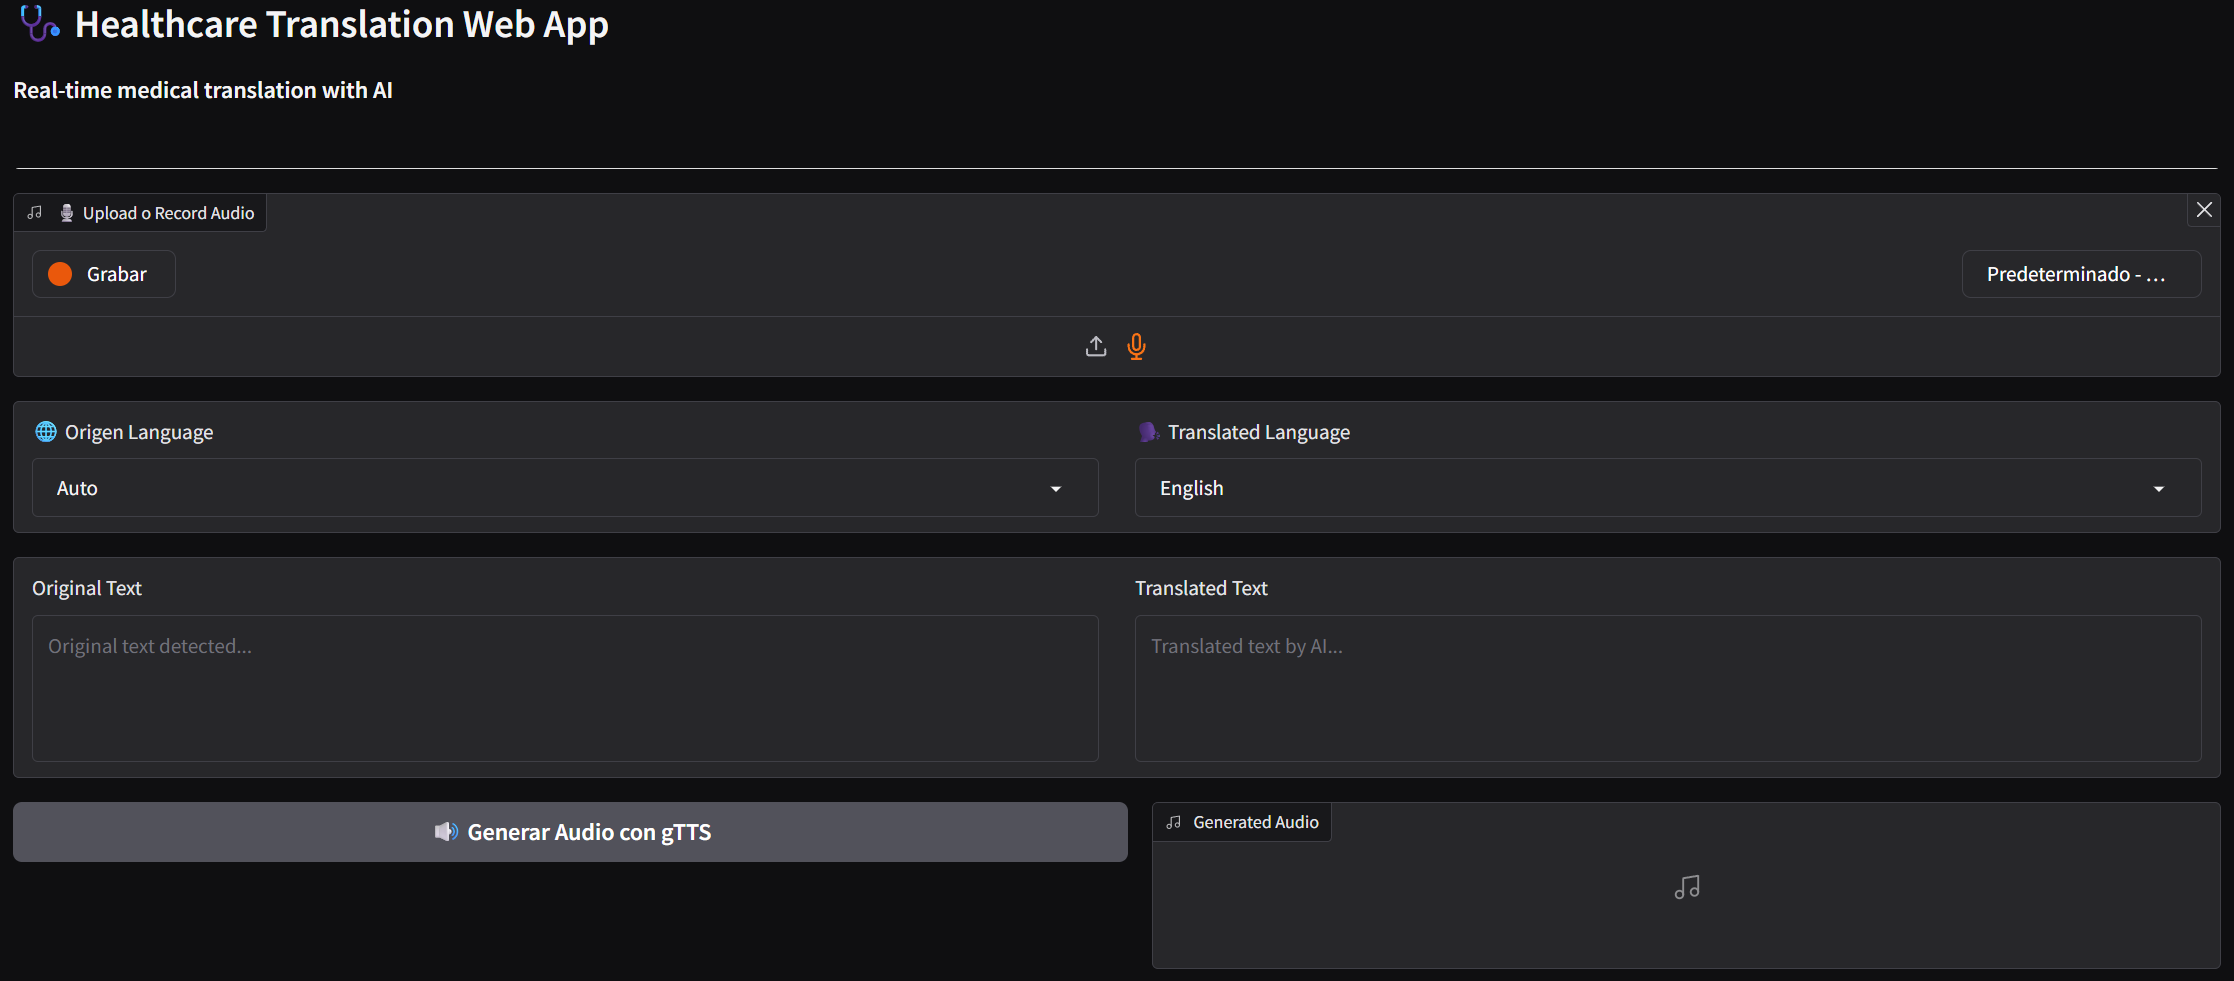 Healthcare Translation Web App
Real-time medical translation with AI
Upload o Record Audio
Grabar
Predeterminado - ...
Origen Language
Translated Language
Auto
English
Original Text
Translated Text
Original text detected...
Translated text by AI...
Generar Audio con gTTS
Generated Audio